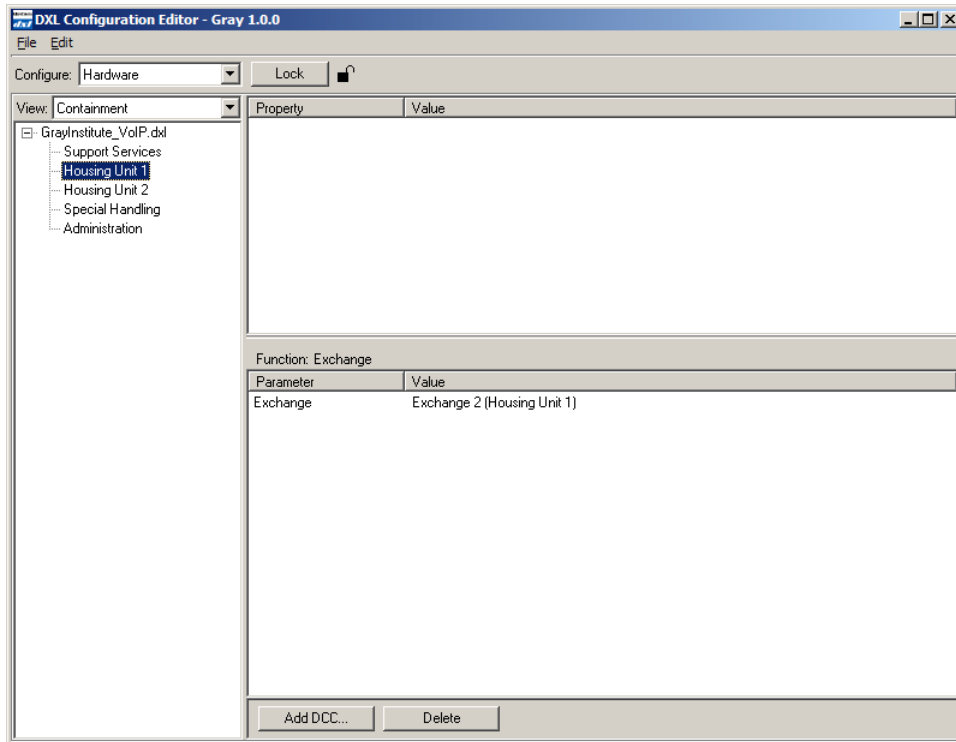 DXL Configuration Editor - Gray 1.0.0
File Edit
Configure: Hardware Lock
View: Containment
Property Value
GrayInstitute_VoIP.dxl
Support Services
Housing Unit 1
Housing Unit 2
Special Handling
Administration
Function: Exchange
Parameter Value
Exchange Exchange 2 (Housing Unit 1)
Add DCC... Delete